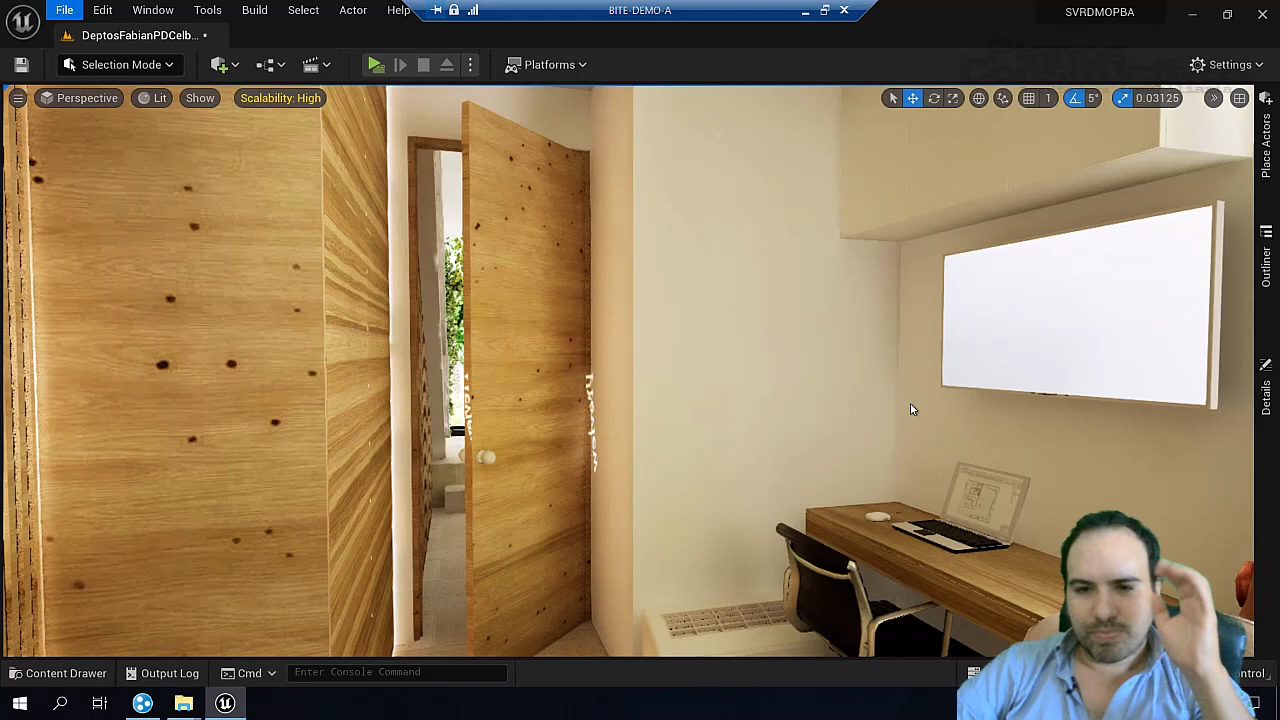 File Edit Window Tools Build Select Actor Help BITE-DEMO-A SVRDMOPBA
DeptosFabianPDCelb... •
Selection Mode Platforms Settings
Perspective Lit Show Scalability: High 1 5° 0.03125
Place Actors
Outliner
Details
Content Drawer Output Log Cmd Enter Console Command